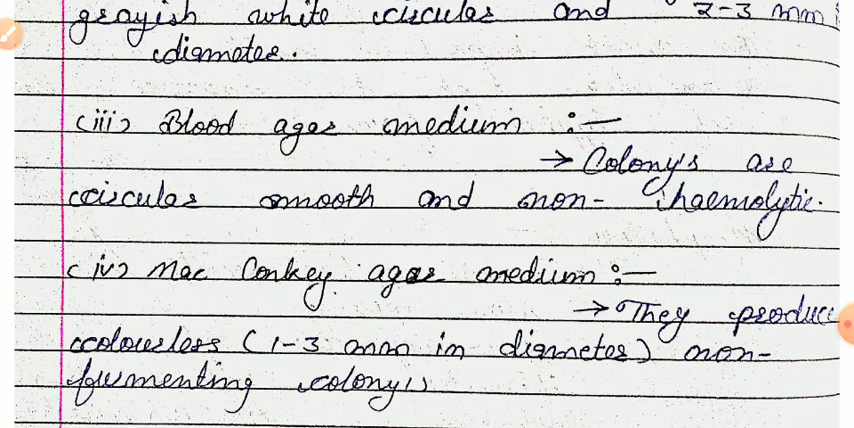 grayish white circular and 2-3 mm
diameter.
(iii) Blood agar medium :—
→ Colony's are
circular smooth and non- haemolytic.
(iv) Mac Conkey agar medium :—
→ They produce
colourless (1-3 mm in diameter) non-
fermenting colony's